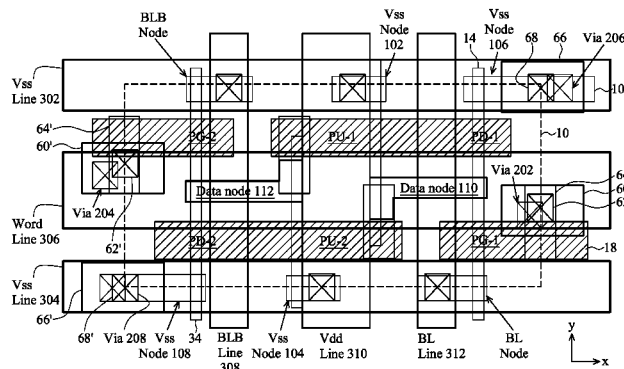 BLB
Node
Vss
Node
102
Vss
Node
106
14
68
66
Via 206
Vss
Line 302
10
64'
60'
PG-2
PU-1
PD-1
10
Via 202
64
60
62
Data node 112
Data node 110
Via 204
Word
Line 306
62'
PD-2
PU-2
PG-1
18
Vss
Line 304
66'
68'
Via 208
Vss
Node 108
34
BLB
Line
308
Vss
Node 104
Vdd
Line 310
BL
Line 312
BL
Node
y
x